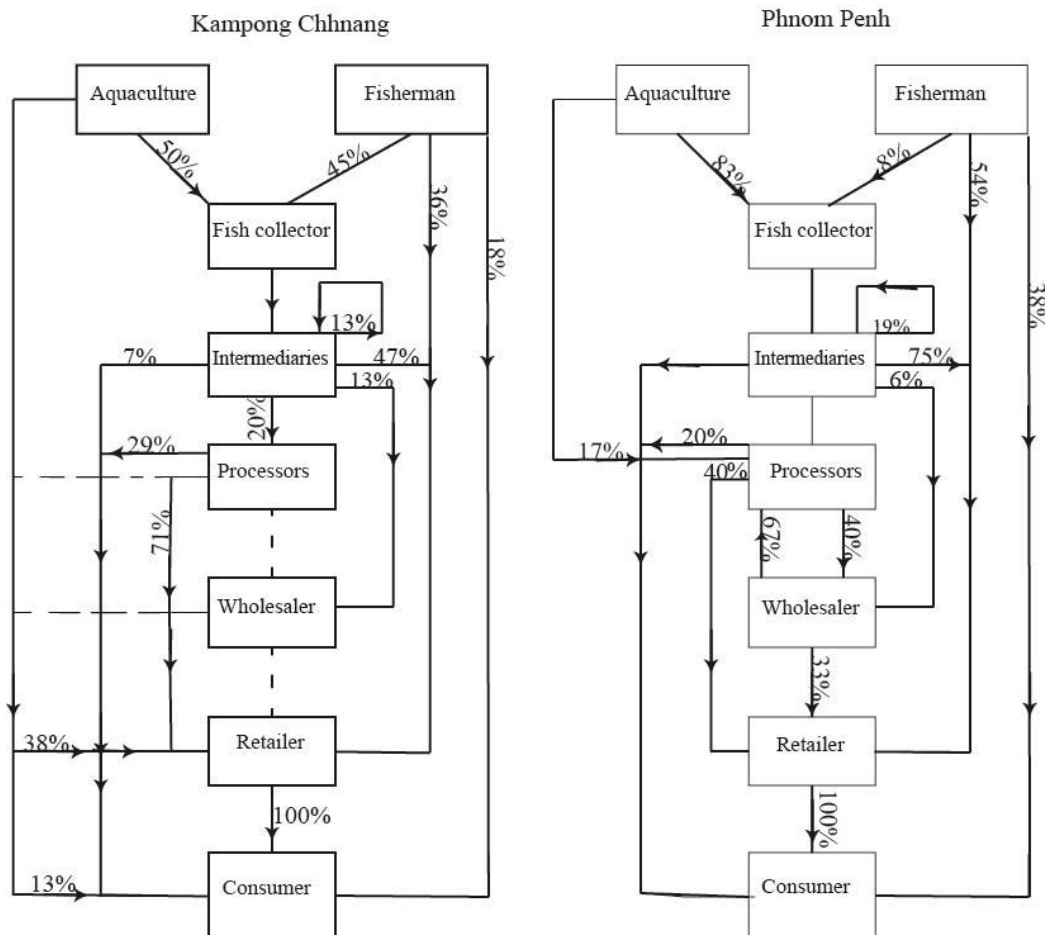 Kampong Chhnang
Aquaculture
Fisherman
50%
45%
36%
18%
Fish collector
13%
7%
Intermediaries
47%
13%
20%
29%
Processors
71%
Wholesaler
38%
Retailer
100%
13%
Consumer
Phnom Penh
Aquaculture
Fisherman
83%
8%
54%
38%
Fish collector
19%
Intermediaries
75%
6%
20%
17%
Processors
40%
67%
40%
Wholesaler
33%
Retailer
100%
Consumer